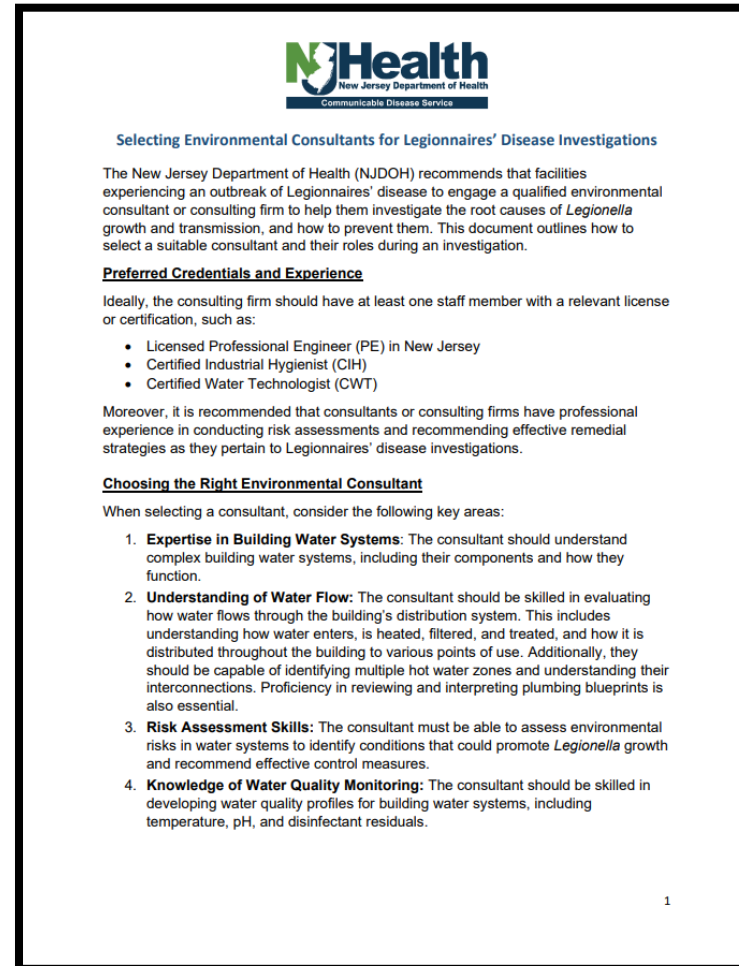 NJHealth
New Jersey Department of Health
Communicable Disease Service
Selecting Environmental Consultants for Legionnaires’ Disease Investigations
The New Jersey Department of Health (NJDOH) recommends that facilities
experiencing an outbreak of Legionnaires’ disease to engage a qualified environmental
consultant or consulting firm to help them investigate the root causes of Legionella
growth and transmission, and how to prevent them. This document outlines how to
select a suitable consultant and their roles during an investigation.
Preferred Credentials and Experience
Ideally, the consulting firm should have at least one staff member with a relevant license
or certification, such as:
• Licensed Professional Engineer (PE) in New Jersey
• Certified Industrial Hygienist (CIH)
• Certified Water Technologist (CWT)
Moreover, it is recommended that consultants or consulting firms have professional
experience in conducting risk assessments and recommending effective remedial
strategies as they pertain to Legionnaires’ disease investigations.
Choosing the Right Environmental Consultant
When selecting a consultant, consider the following key areas:
1. Expertise in Building Water Systems: The consultant should understand
complex building water systems, including their components and how they
function.
2. Understanding of Water Flow: The consultant should be skilled in evaluating
how water flows through the building’s distribution system. This includes
understanding how water enters, is heated, filtered, and treated, and how it is
distributed throughout the building to various points of use. Additionally, they
should be capable of identifying multiple hot water zones and understanding their
interconnections. Proficiency in reviewing and interpreting plumbing blueprints is
also essential.
3. Risk Assessment Skills: The consultant must be able to assess environmental
risks in water systems to identify conditions that could promote Legionella growth
and recommend effective control measures.
4. Knowledge of Water Quality Monitoring: The consultant should be skilled in
developing water quality profiles for building water systems, including
temperature, pH, and disinfectant residuals.
1